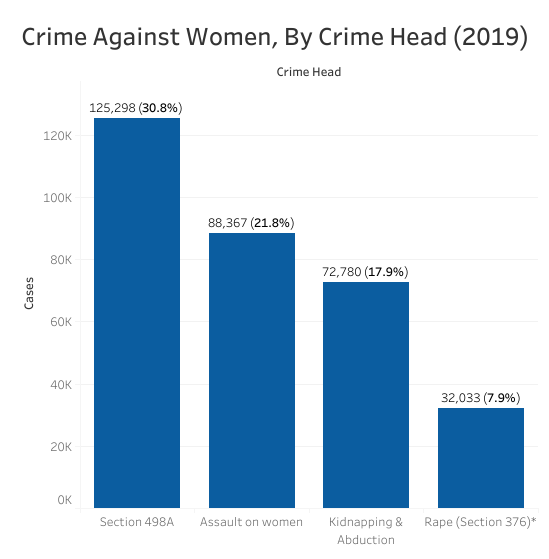 Crime Against Women, By Crime Head (2019)
Crime Head
125,298 (30.8%)
120K
88,367 (21.8%)
100K
80K
72,780 (17.9%)
Cases
60K
40K
32,033 (7.9%)
20K
0K
Section 498A
Assault on women
Kidnapping &
Abduction
Rape (Section 376)*